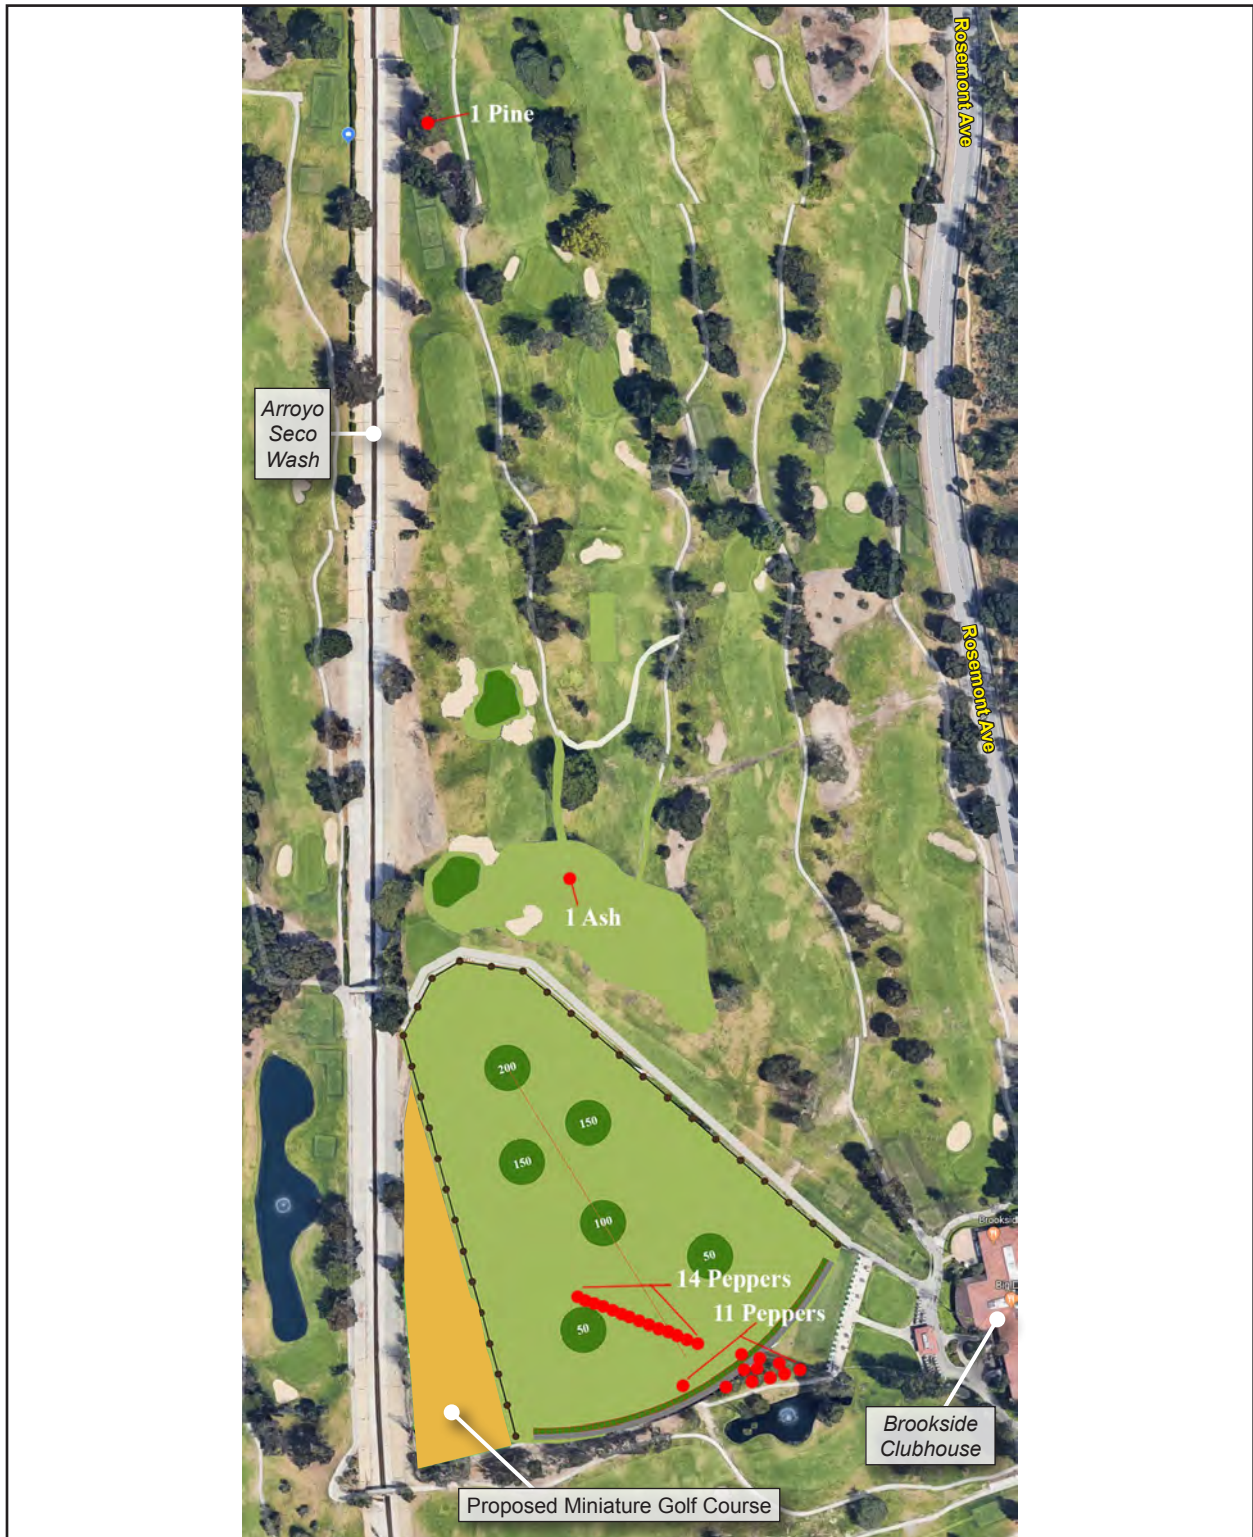 Rosemont Ave
1 Pine
Arroyo
Seco
Wash
Rosemont Ave
1 Ash
200
150
150
100
50
14 Peppers
11 Peppers
50
Brookside
Clubhouse
Proposed Miniature Golf Course